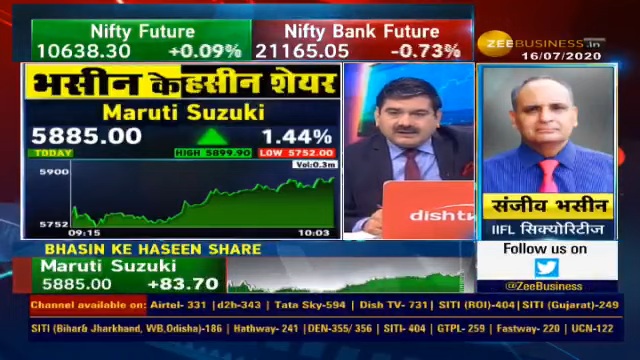 Nifty Future
10638.30 +0.09%
Nifty Bank Future
21165.05 -0.73%
ZEEBUSINESS.in
16/07/2020
भसीन के हसीन शेयर
Maruti Suzuki
5885.00 1.44%
TODAY HIGH 5899.90 LOW 5752.00
Vol:0.3m
5900
5752
09:15 10:03
dishtv
संजीव भसीन
IIFL सिक्योरिटीज
Follow us on
@ZeeBusiness
BHASIN KE HASEEN SHARE
Maruti Suzuki
5885.00 +83.70
Channel available on: Airtel- 331 | d2h-343 | Tata Sky-594 | Dish TV- 731 | SITI (ROI)-404 | SITI (Gujarat)-249
SITI (Bihar& Jharkhand, WB,Odisha)-186 | Hathway- 241 | DEN-355/ 356 | SITI- 404 | GTPL- 259 | Fastway- 220 | UCN-122